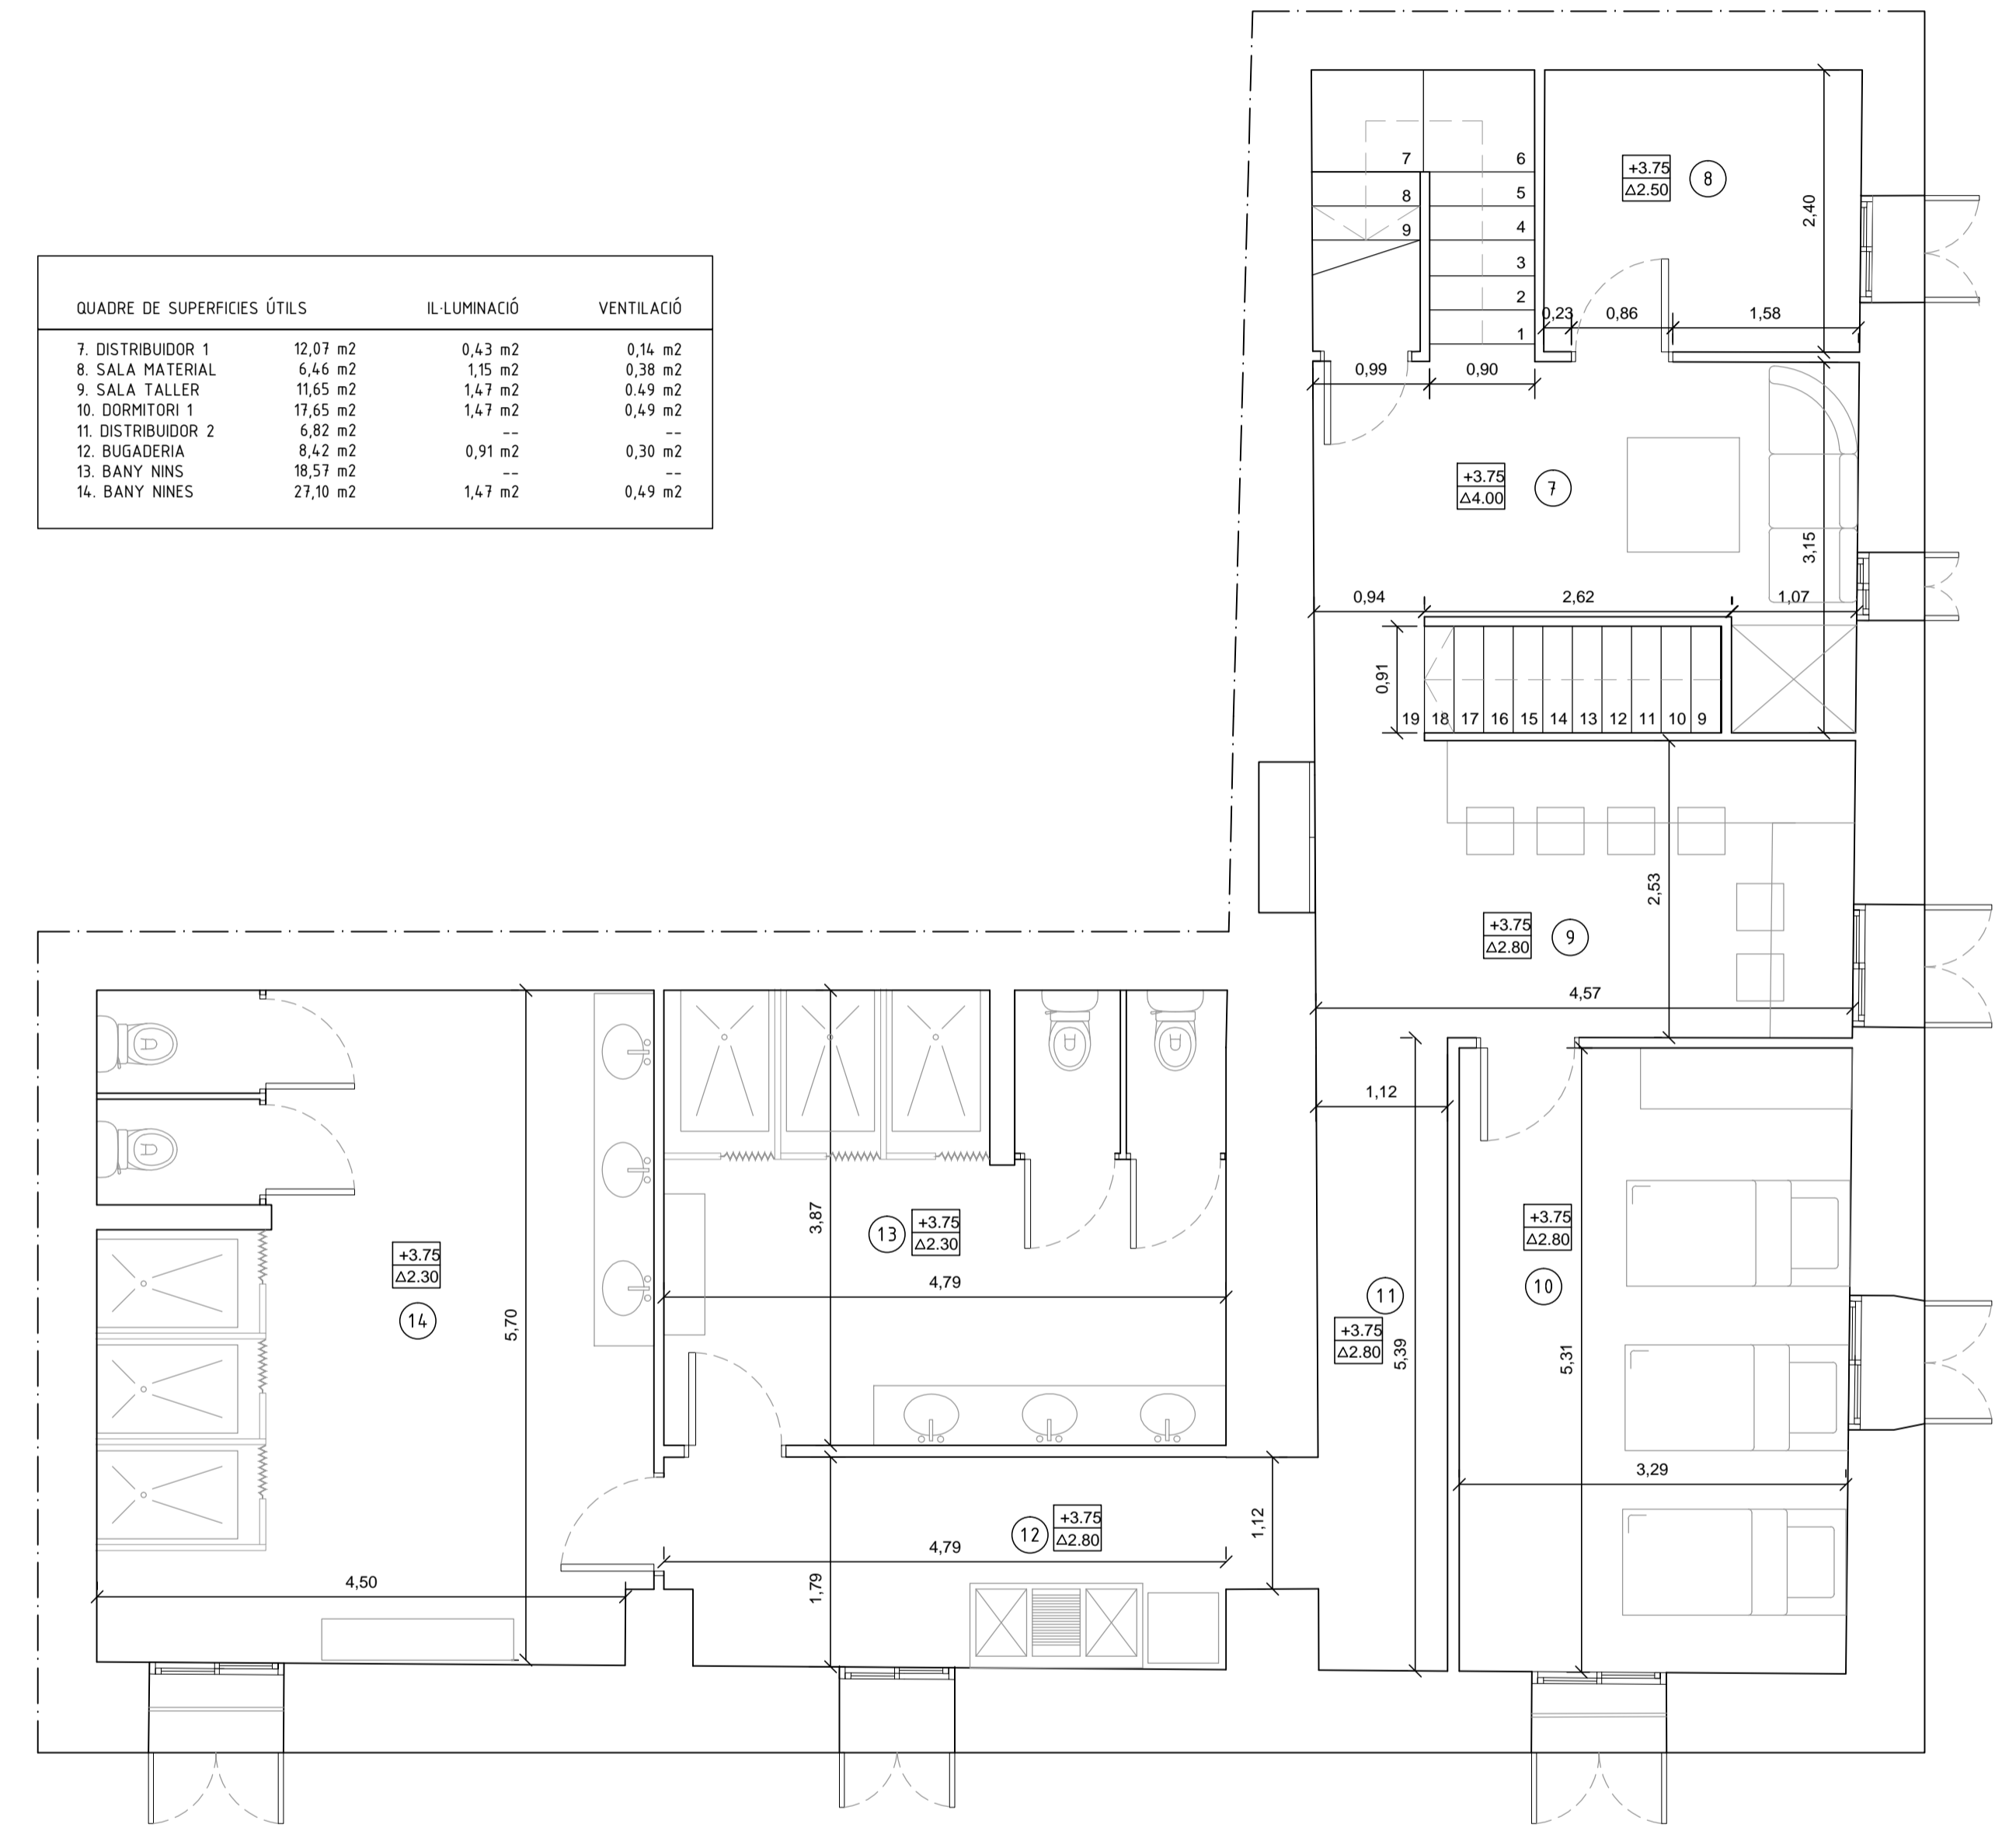 QUADRE DE SUPERFICIES ÚTILS IL·LUMINACIÓ VENTILACIÓ
7. DISTRIBUIDOR 1 12,07 m2 0,43 m2 0,14 m2
8. SALA MATERIAL 6,46 m2 1,15 m2 0,38 m2
9. SALA TALLER 11,65 m2 1,47 m2 0.49 m2
10. DORMITORI 1 17,65 m2 1,47 m2 0,49 m2
11. DISTRIBUIDOR 2 6,82 m2 -- --
12. BUGADERIA 8,42 m2 0,91 m2 0,30 m2
13. BANY NINS 18,57 m2 -- --
14. BANY NINES 27,10 m2 1,47 m2 0,49 m2
7 6
8 5
9 4
3
2
1
+3.75
Δ2.50
8
2,40
0,23 0,86 1,58
0,99 0,90
+3.75
Δ4.00
7
3,15
0,94 2,62 1,07
0,91
19 18 17 16 15 14 13 12 11 10 9
2,53
+3.75
Δ2.80
9
4,57
1,12
+3.75
Δ2.80
10
5,31
3,29
11
+3.75
Δ2.80
5,39
3,87
13
+3.75
Δ2.30
4,79
+3.75
Δ2.30
14
5,70
4,50
12
+3.75
Δ2.80
4,79
1,79
1,12